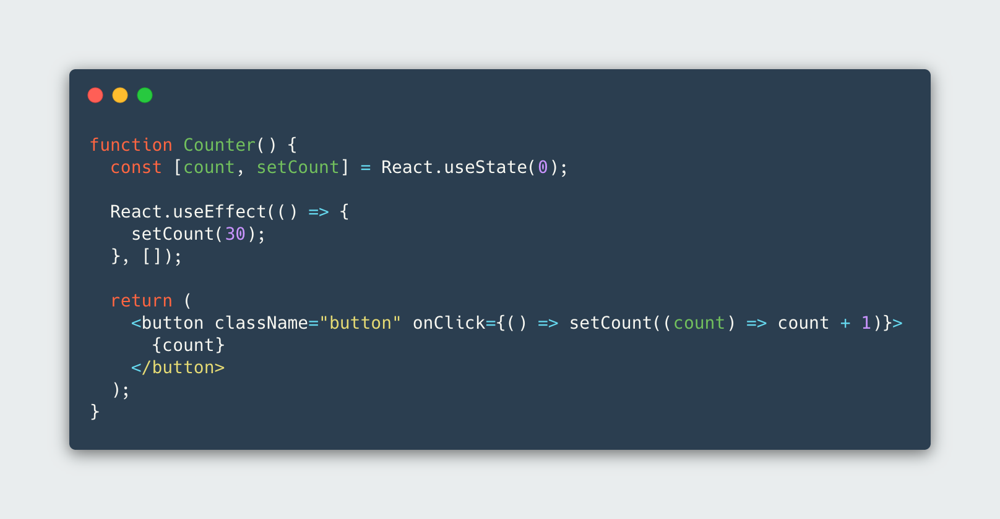 function Counter() {
  const [count, setCount] = React.useState(0);

  React.useEffect(() => {
    setCount(30);
  }, []);

  return (
    <button className="button" onClick={() => setCount((count) => count + 1)}>
      {count}
    </button>
  );
}